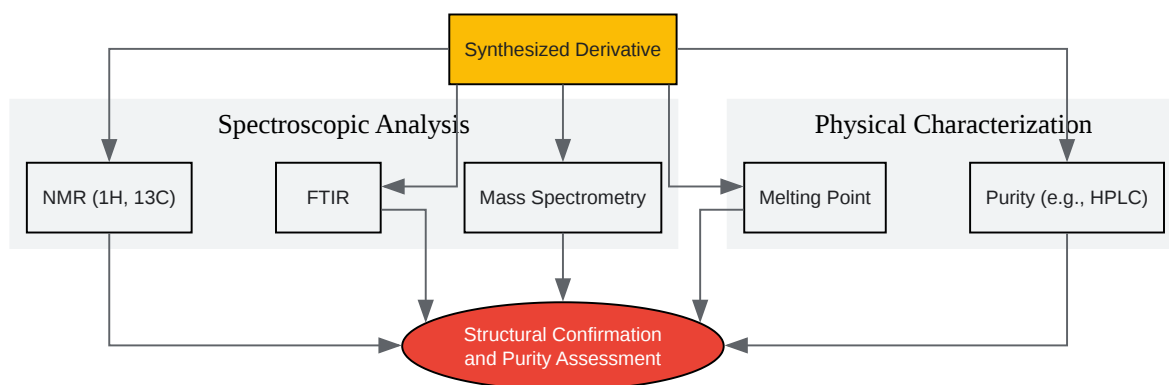 Synthesized Derivative
Spectroscopic Analysis
Physical Characterization
NMR (1H, 13C)
FTIR
Mass Spectrometry
Melting Point
Purity (e.g., HPLC)
Structural Confirmation
and Purity Assessment